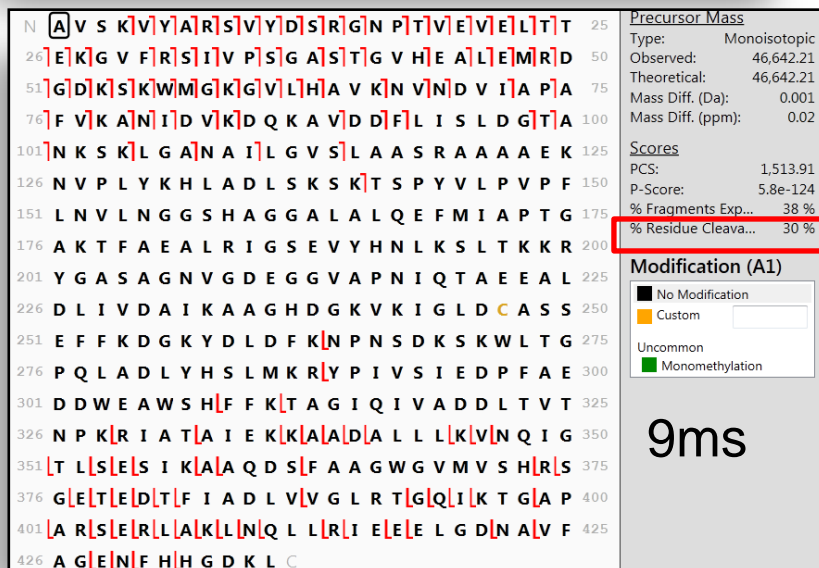 N A V S K V Y A R S V Y D S R G N P T V E V E L T T 25
26 E K G V F R S I V P S G A S T G V H E A L E M R D 50
51 G D K S K W M G K G V L H A V K N V N D V I A P A 75
76 F V K A N I D V K D Q K A V D D F L I S L D G T A 100
101 N K S K L G A N A I L G V S L A A S R A A A A E K 125
126 N V P L Y K H L A D L S K S K T S P Y V L P V P F 150
151 L N V L N G G S H A G G A L A L Q E F M I A P T G 175
176 A K T F A E A L R I G S E V Y H N L K S L T K K R 200
201 Y G A S A G N V G D E G G V A P N I Q T A E E A L 225
226 D L I V D A I K A A G H D G K V K I G L D C A S S 250
251 E F F K D G K Y D L D F K N P N S D K S K W L T G 275
276 P Q L A D L Y H S L M K R Y P I V S I E D P F A E 300
301 D D W E A W S H F F K T A G I Q I V A D D L T V T 325
326 N P K R I A T A I E K K A A D A L L L K V N Q I G 350
351 T L S E S I K A A Q D S F A A G W G V M V S H R S 375
376 G E T E D T F I A D L V V G L R T G Q I K T G A P 400
401 A R S E R L A K L N Q L L R I E E E L G D N A V F 425
426 A G E N F H H G D K L C
Precursor Mass
Type: Monoisotopic
Observed: 46,642.21
Theoretical: 46,642.21
Mass Diff. (Da): 0.001
Mass Diff. (ppm): 0.02
Scores
PCS: 1,513.91
P-Score: 5.8e-124
% Fragments Exp... 38 %
% Residue Cleava... 30 %
Modification (A1)
No Modification
Custom
Uncommon
Monomethylation
9ms